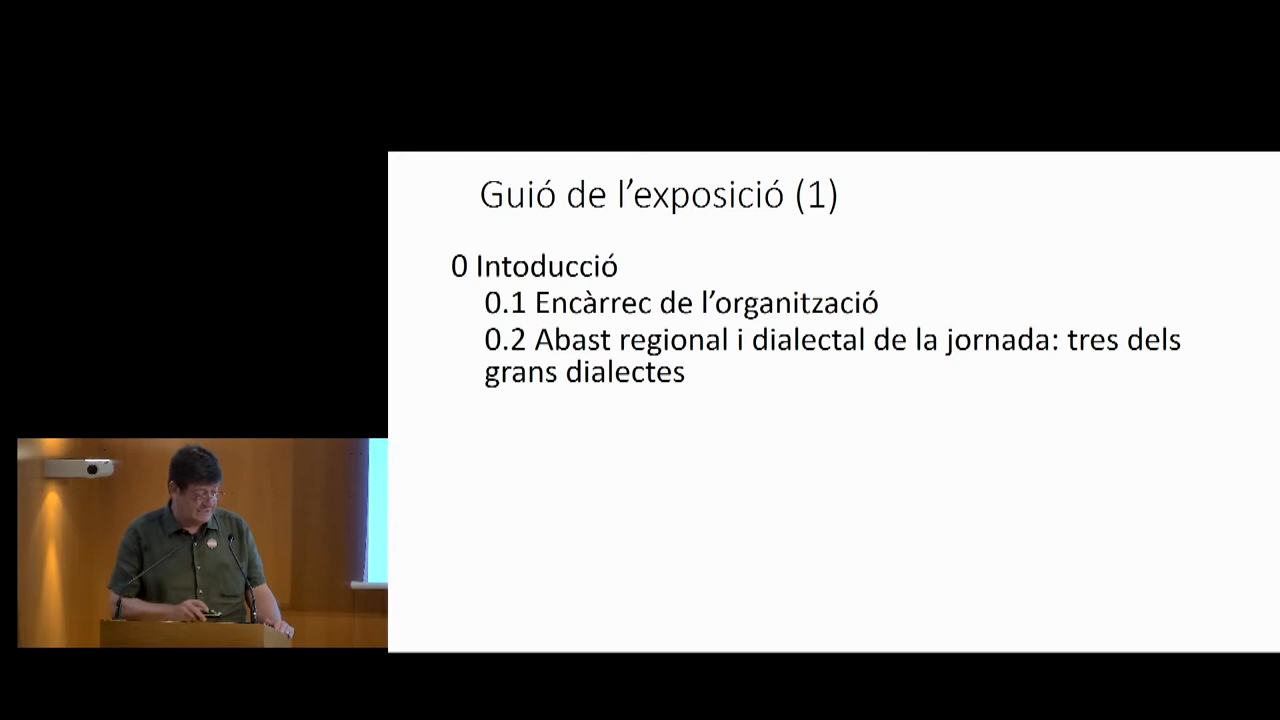 Guió de l’exposició (1)
0 Intoducció
0.1 Encàrrec de l’organització
0.2 Abast regional i dialectal de la jornada: tres dels
grans dialectes